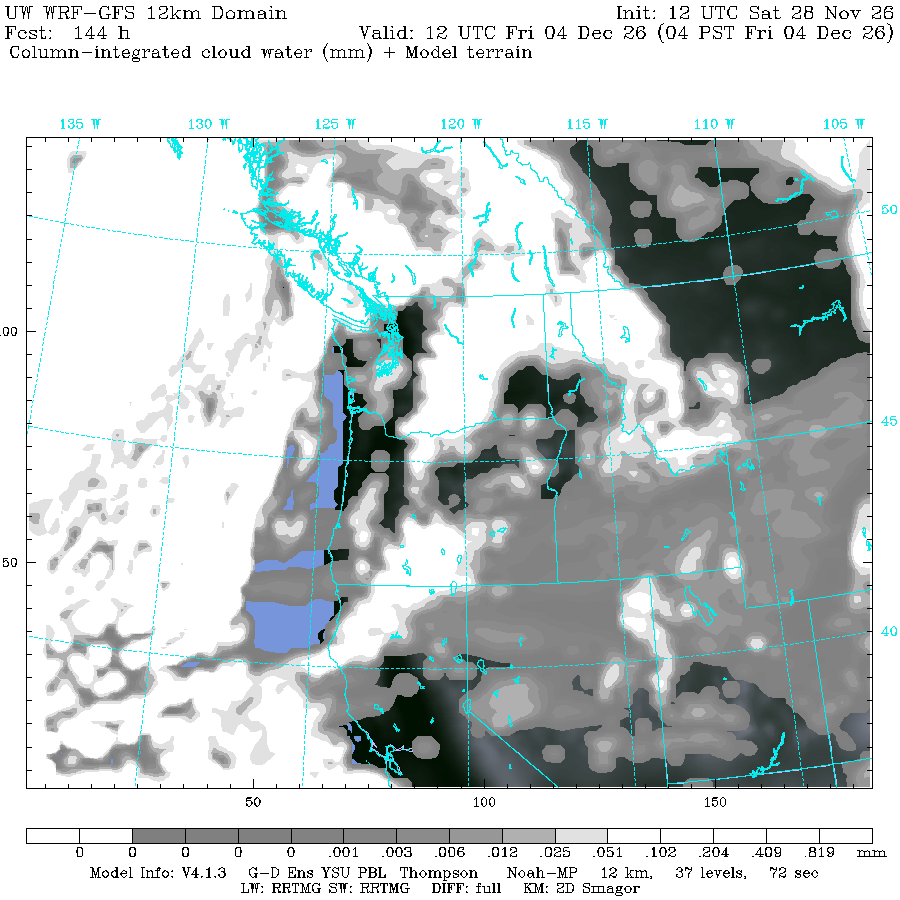 UW WRF-GFS 12km Domain Init: 12 UTC Sat 28 Nov 26
Fcst: 144 h Valid: 12 UTC Fri 04 Dec 26 (04 PST Fri 04 Dec 26)
Column-integrated cloud water (mm) + Model terrain
135 W 130 W 125 W 120 W 115 W 110 W 105 W
50
100
45
50
40
50 100 150
0 0 0 0 0 .001 .003 .006 .012 .025 .051 .102 .204 .409 .819 mm
Model Info: V4.1.3 G-D Ens YSU PBL Thompson Noah-MP 12 km, 37 levels, 72 sec
LW: RRTMG SW: RRTMG DIFF: full KM: 2D Smagor